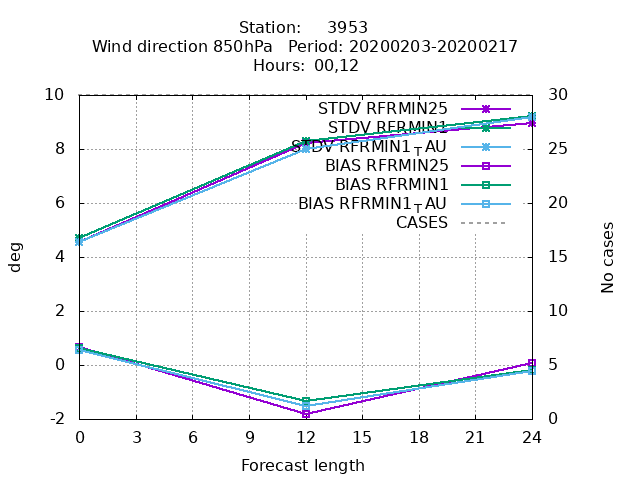 Station: 3953
Wind direction 850hPa Period: 20200203-20200217
Hours: 00,12
10 30
STDV RFRMIN25
STDV RFRMIN1
8 25
STDV RFRMIN1TAU
BIAS RFRMIN25
BIAS RFRMIN1
6 20
BIAS RFRMIN1TAU
CASES
4 15
2 10
0 5
-2 0
deg
No cases
0 3 6 9 12 15 18 21 24
Forecast length